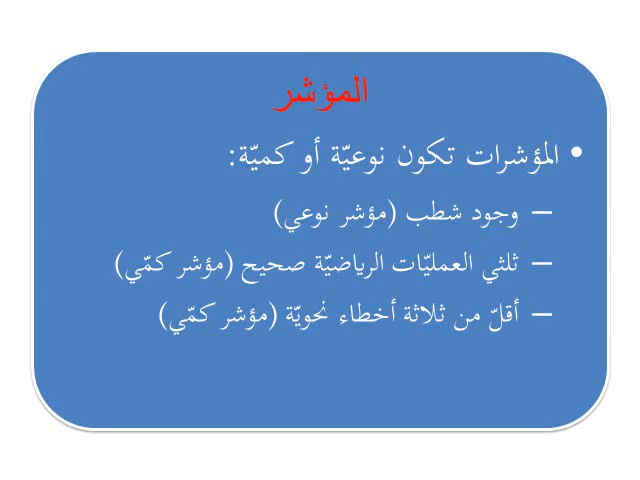 المؤشر
• المؤشرات تكون نوعيّة أو كميّة:
– وجود شطب (مؤشر نوعي)
– ثلثي العمليّات الرياضيّة صحيح (مؤشر كمّي)
– أقلّ من ثلاثة أخطاء نحويّة (مؤشر كمّي)